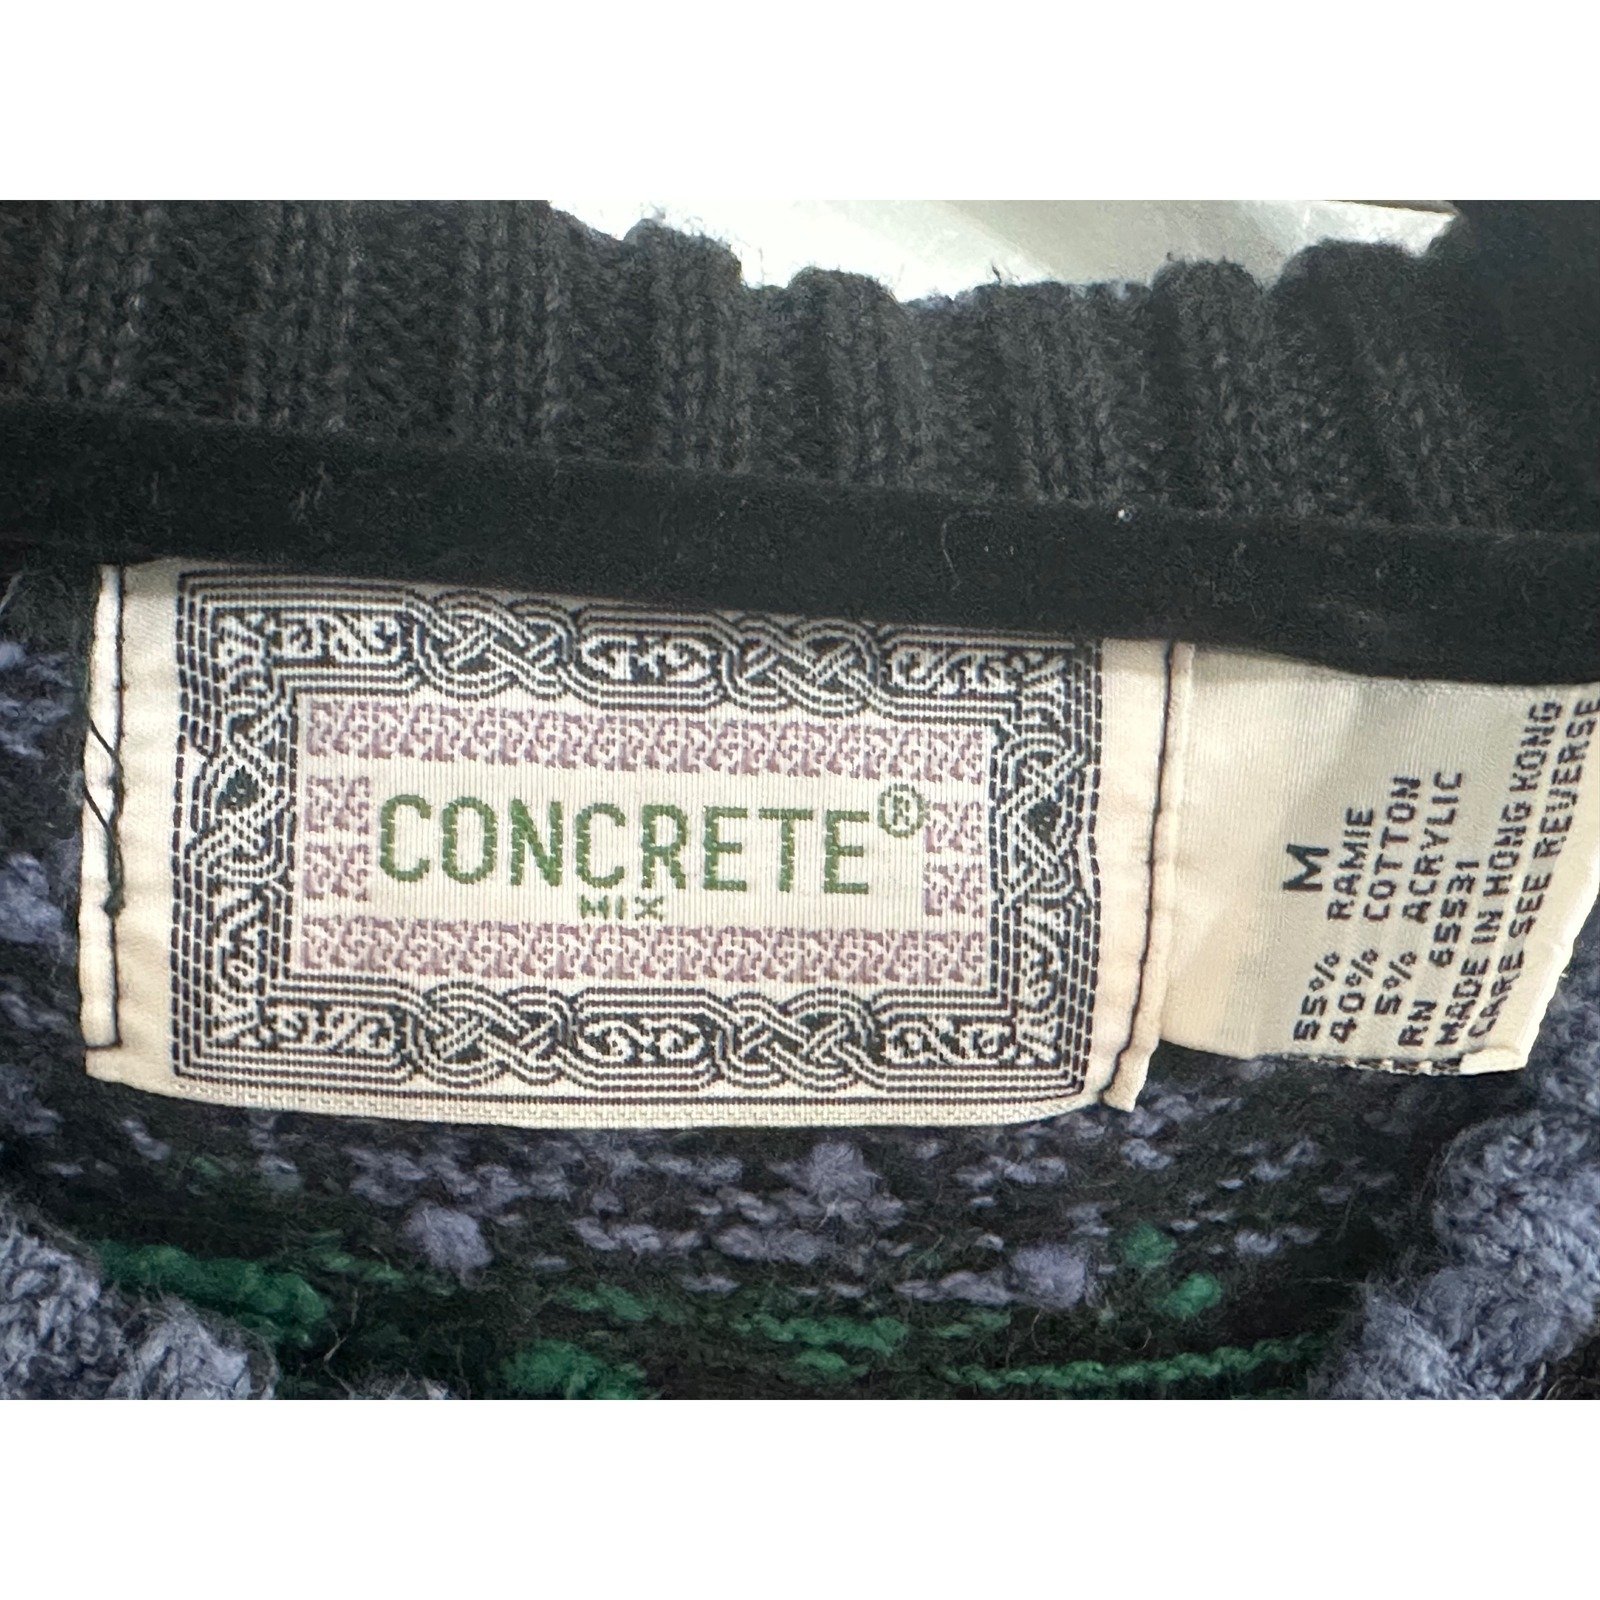 CONCRETE®
MIX
M
55% RAMIE
40% COTTON
5% ACRYLIC
RN 65531
MADE IN HONG KONG
CARE SEE REVERSE